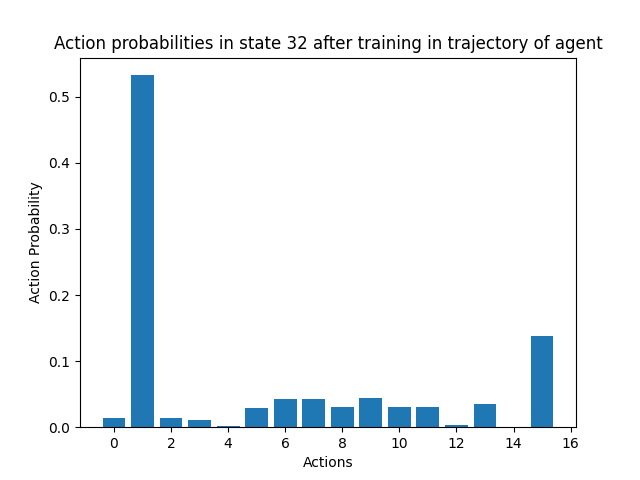 Action probabilities in state 32 after training in trajectory of agent
Action Probability
0.5
0.4
0.3
0.2
0.1
0.0
0 2 4 6 8 10 12 14 16
Actions